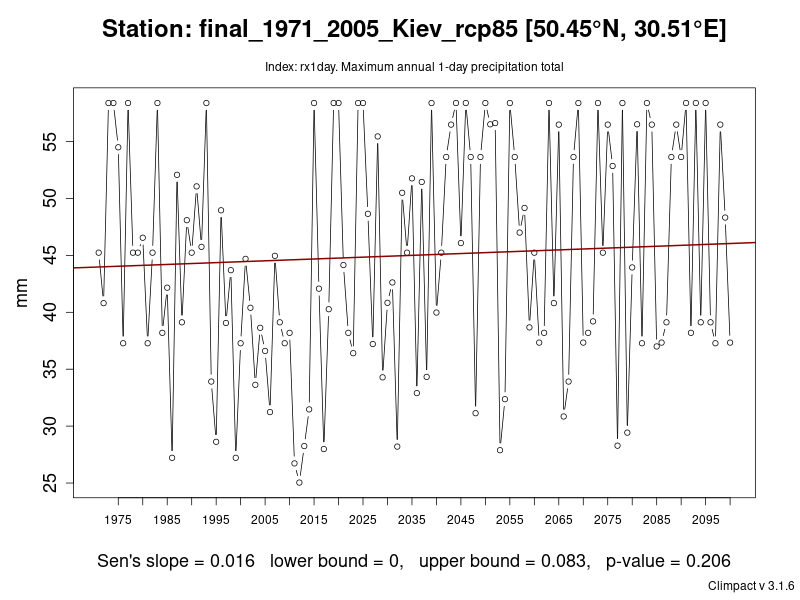 Station: final_1971_2005_Kiev_rcp85 [50.45°N, 30.51°E]
Index: rx1day. Maximum annual 1-day precipitation total
mm
55
50
45
40
35
30
25
1975 1985 1995 2005 2015 2025 2035 2045 2055 2065 2075 2085 2095
Sen's slope = 0.016 lower bound = 0, upper bound = 0.083, p-value = 0.206
Climpact v 3.1.6